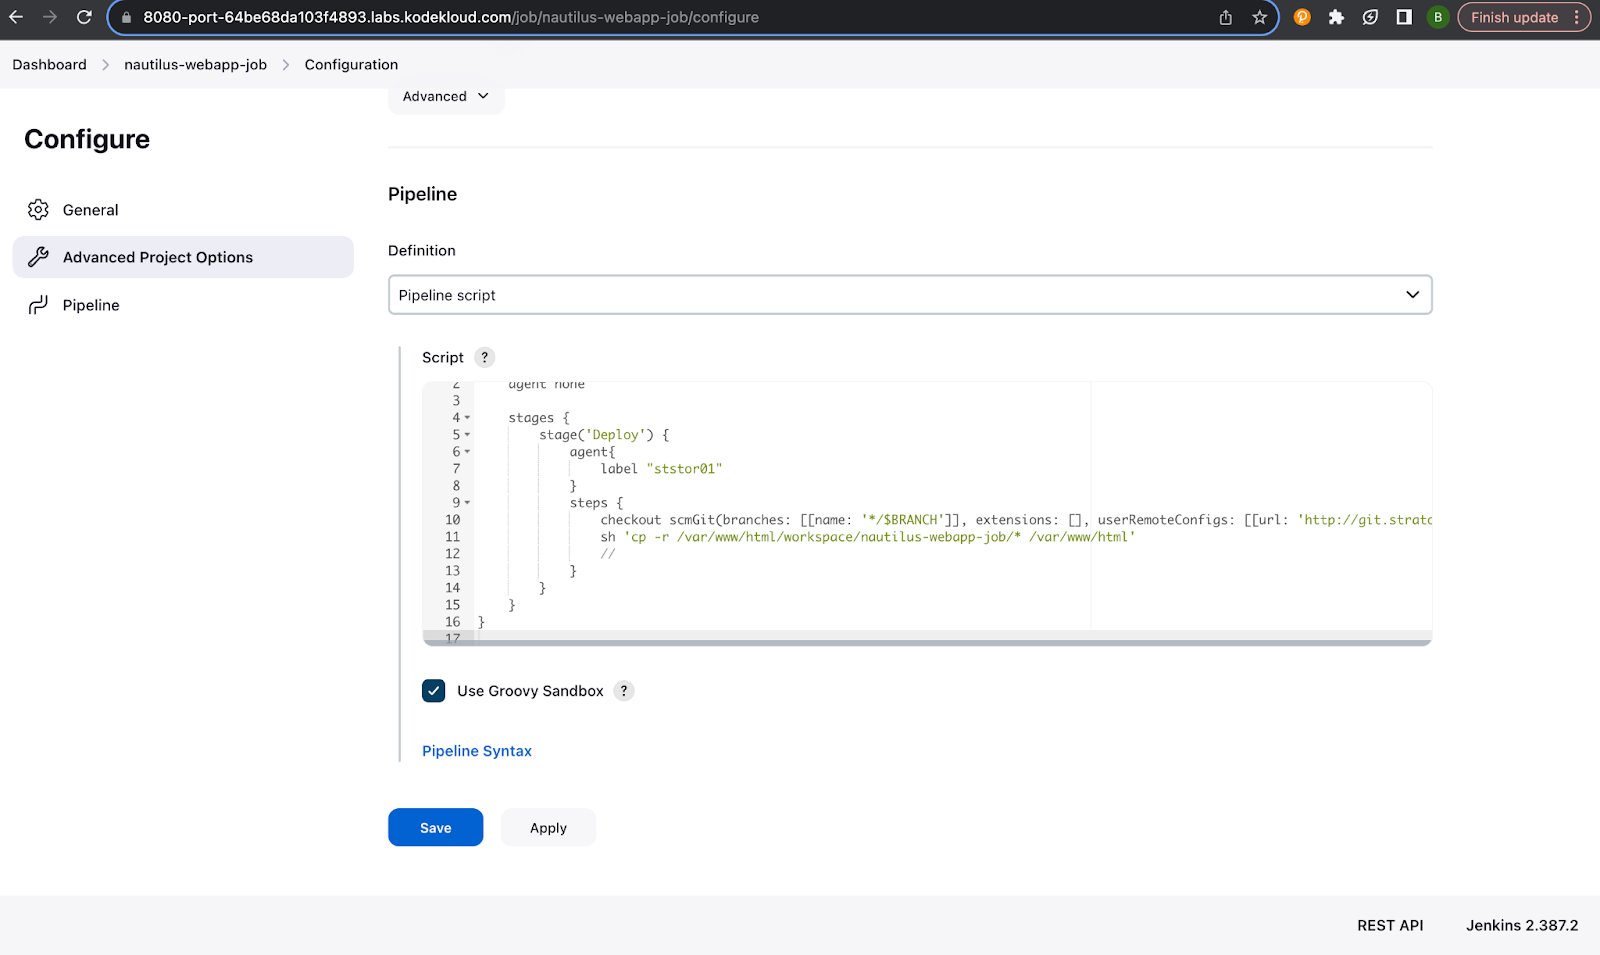 8080-port-64be68da103f4893.labs.kodekloud.com/job/nautilus-webapp-job/configure
B
Finish update
Dashboard > nautilus-webapp-job > Configuration
Advanced
Configure
General
Advanced Project Options
Pipeline
Pipeline
Definition
Pipeline script
Script ?
2 agent none
3
4 stages {
5 stage('Deploy') {
6 agent{
7 label "ststor01"
8 }
9 steps {
10 checkout scmGit(branches: [[name: '*/$BRANCH']], extensions: [], userRemoteConfigs: [[url: 'http://git.strato
11 sh 'cp -r /var/www/html/workspace/nautilus-webapp-job/* /var/www/html'
12 //
13 }
14 }
15 }
16 }
17
Use Groovy Sandbox ?
Pipeline Syntax
Save
Apply
REST API
Jenkins 2.387.2